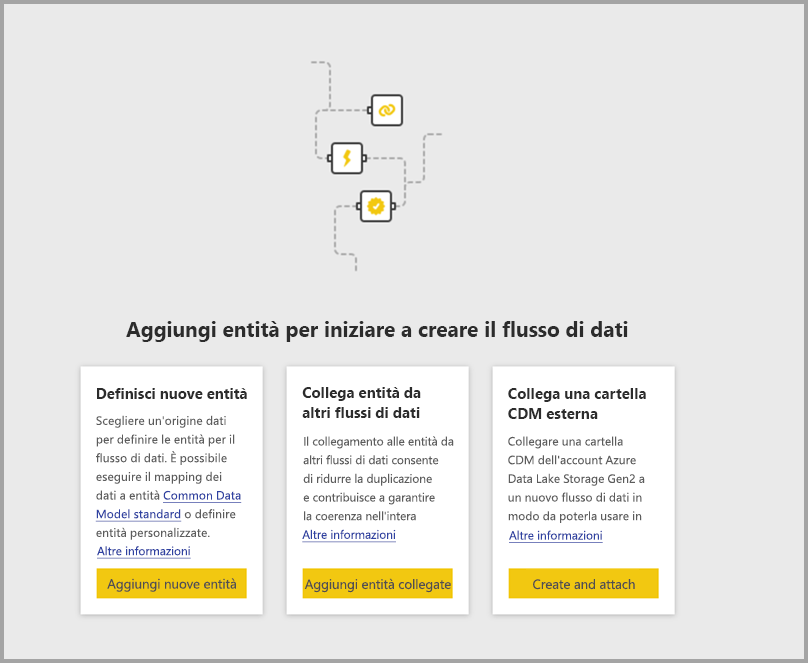 Aggiungi entità per iniziare a creare il flusso di dati
Definisci nuove entità
Scegliere un'origine dati
per definire le entità per il
flusso di dati. È possibile
eseguire il mapping dei
dati a entità Common Data
Model standard o definire
entità personalizzate.
Altre informazioni
Aggiungi nuove entità
Collega entità da
altri flussi di dati
Il collegamento alle entità da
altri flussi di dati consente
di ridurre la duplicazione
e contribuisce a garantire
la coerenza nell'intera
Altre informazioni
Aggiungi entità collegate
Collega una cartella
CDM esterna
Collegare una cartella
CDM dell'account Azure
Data Lake Storage Gen2 a
un nuovo flusso di dati in
modo da poterla usare in
Altre informazioni
Create and attach